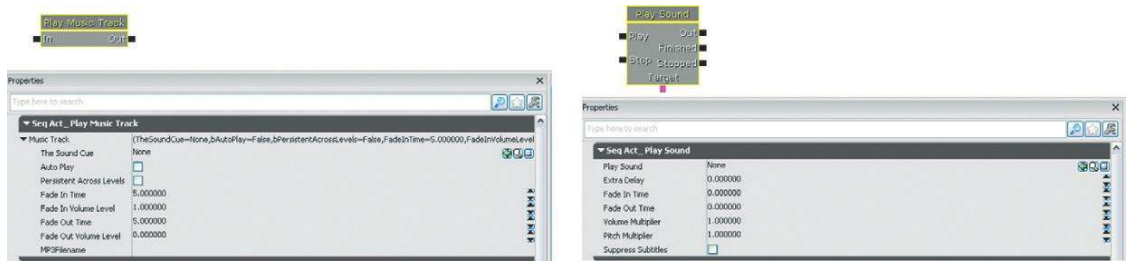 Play Music Track
In Out
Properties
Type here to search
Seq Act_Play Music Track
Music Track (TheSoundCue=None,bAutoPlay=False,bPersistentAcrossLevels=False,FadeInTime=5.000000,FadeInVolumeLevel
The Sound Cue None
Auto Play
Persistent Across Levels
Fade In Time 5.000000
Fade In Volume Level 1.000000
Fade Out Time 5.000000
Fade Out Volume Level 0.000000
MP3Filename
Play Sound
Play Out
Finished
Stop Stopped
Target
Properties
Type here to search
Seq Act_Play Sound
Play Sound None
Extra Delay 0.000000
Fade In Time 0.000000
Fade Out Time 0.000000
Volume Multiplier 1.000000
Pitch Multiplier 1.000000
Suppress Subtitles